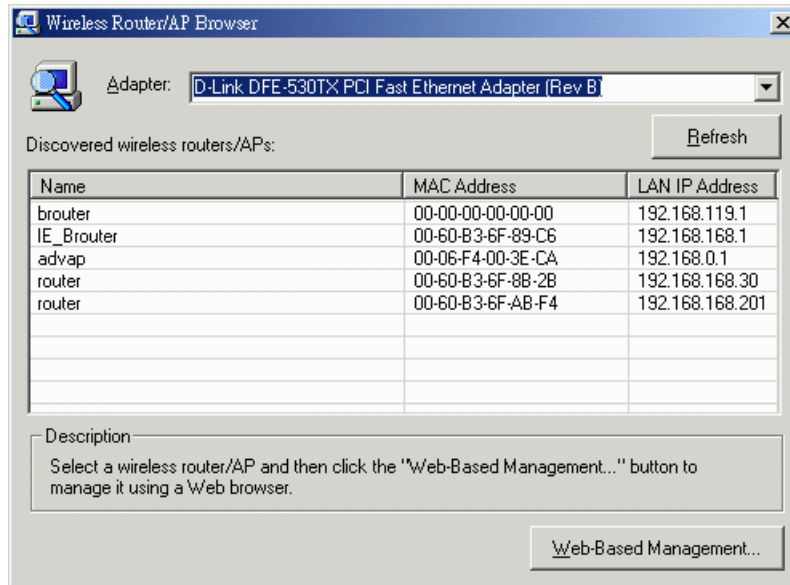 Wireless Router/AP Browser
Adapter: D-Link DFE-530TX PCI Fast Ethernet Adapter (Rev B)
Refresh
Discovered wireless routers/APs:
Name MAC Address LAN IP Address
brouter 00-00-00-00-00-00 192.168.119.1
IE_Brouter 00-60-B3-6F-89-C6 192.168.168.1
advap 00-06-F4-00-3E-CA 192.168.0.1
router 00-60-B3-6F-8B-2B 192.168.168.30
router 00-60-B3-6F-AB-F4 192.168.168.201
Description
Select a wireless router/AP and then click the "Web-Based Management..." button to
manage it using a Web browser.
Web-Based Management...